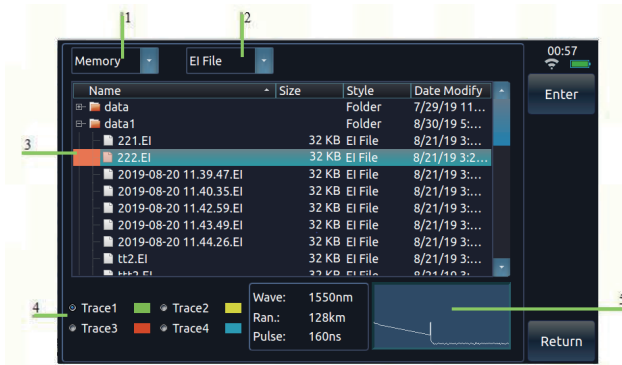 1 2
Memory EI File 00:57
Name Size Style Date Modify Enter
data Folder 7/29/19 11...
data1 Folder 8/30/19 5:...
221.EI 32 KB EI File 8/21/19 3:...
3 222.EI 32 KB EI File 8/21/19 3:2...
2019-08-20 11.39.47.EI 32 KB EI File 8/21/19 3:...
2019-08-20 11.40.35.EI 32 KB EI File 8/21/19 3:...
2019-08-20 11.42.59.EI 32 KB EI File 8/21/19 3:...
2019-08-20 11.43.49.EI 32 KB EI File 8/21/19 3:...
2019-08-20 11.44.26.EI 32 KB EI File 8/21/19 3:...
tt2.EI 32 KB EI File 8/21/19 3:...
32 KB EI File
4 Trace1 Trace2 Wave: 1550nm 5
Trace3 Trace4 Ran.: 128km
Pulse: 160ns Return